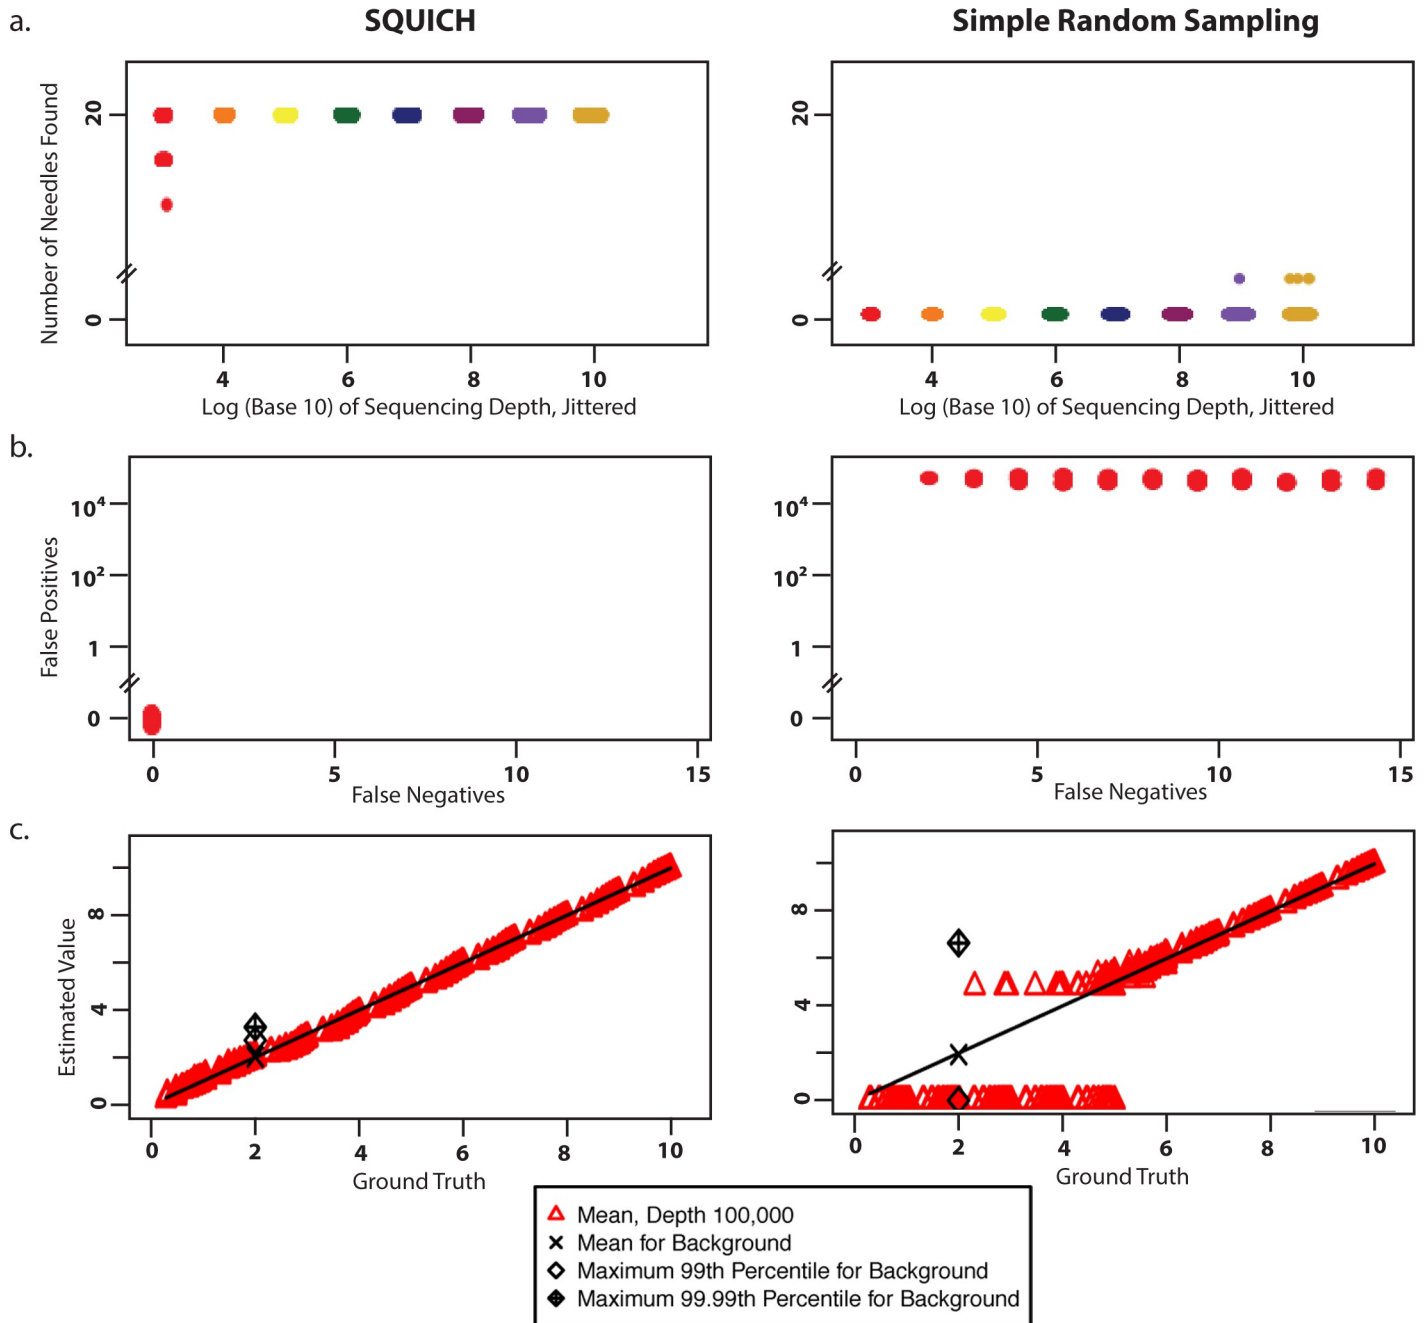 a.
SQUICH
Simple Random Sampling
Number of Needles Found
20
0
4 6 8 10
Log (Base 10) of Sequencing Depth, Jittered
20
0
4 6 8 10
Log (Base 10) of Sequencing Depth, Jittered
b.
False Positives
10⁴
10²
1
0
0 5 10 15
False Negatives
10⁴
10²
1
0
0 5 10 15
False Negatives
c.
Estimated Value
8
4
0
0 2 4 6 8 10
Ground Truth
8
4
0
0 2 4 6 8 10
Ground Truth
Mean, Depth 100,000
Mean for Background
Maximum 99th Percentile for Background
Maximum 99.99th Percentile for Background